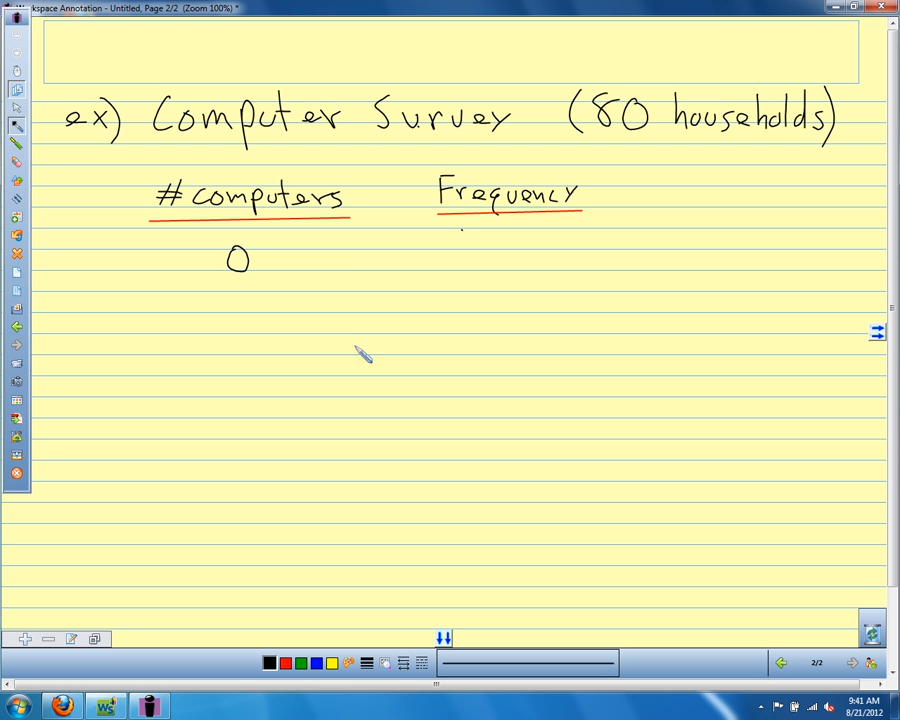 Workspace Annotation - Untitled, Page 2/2 (Zoom 100%) *
ex) Computer Survey (80 households)
# computers Frequency
0
2/2
9:41 AM
8/21/2012